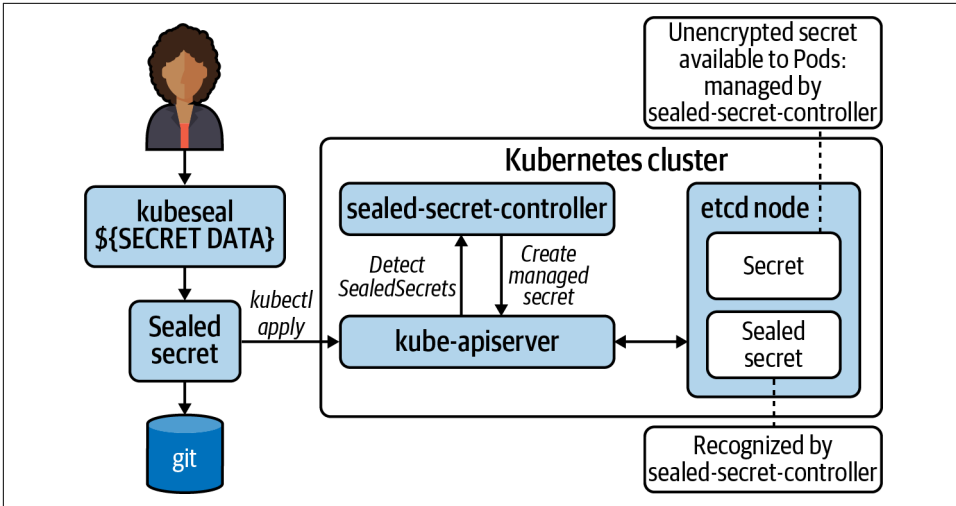 Unencrypted secret
available to Pods:
managed by
sealed-secret-controller
Kubernetes cluster
kubeseal
${SECRET DATA}
sealed-secret-controller
etcd node
Secret
Detect
SealedSecrets
Create
managed
secret
Sealed
secret
kubectl
apply
kube-apiserver
Sealed
secret
git
Recognized by
sealed-secret-controller